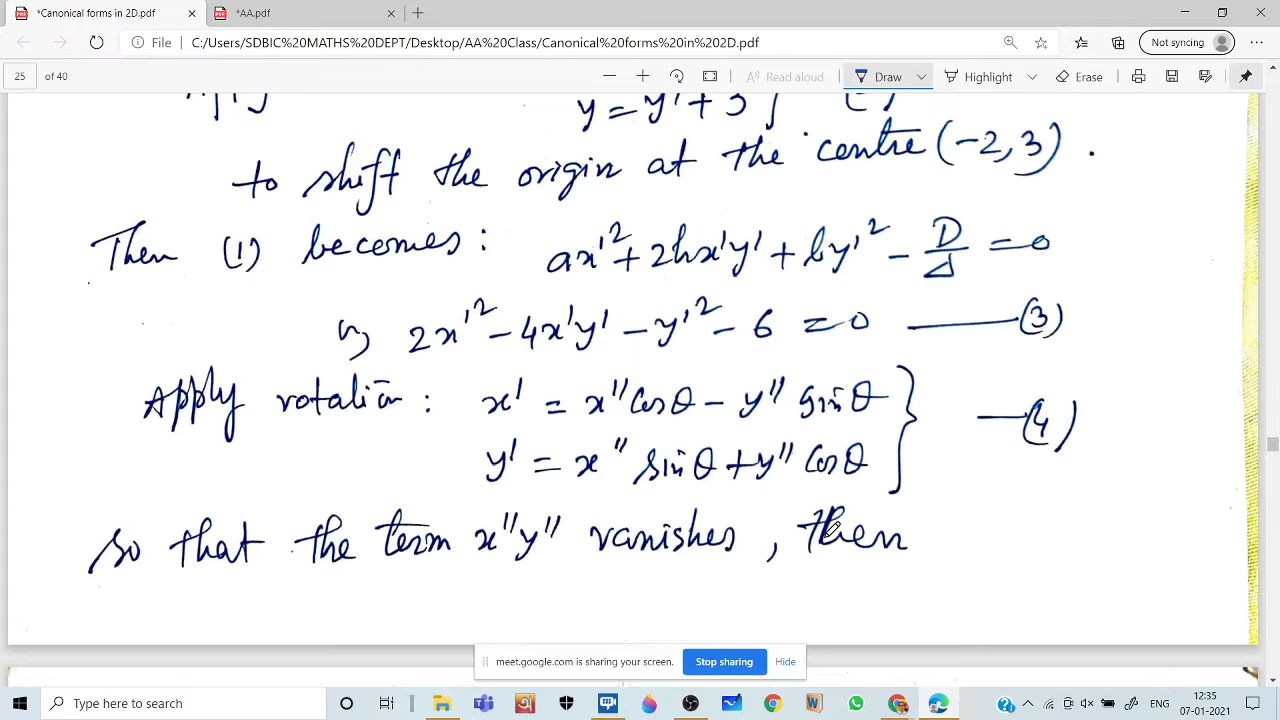 *Canonical forms in 2D.pdf
*AA.pdf
File
C:/Users/SDBIC%20MATHS%20DEPT/Desktop/AA%20Class/Canonical%20forms%20in%202D.pdf
Not syncing
25 of 40
Read aloud
Draw
Highlight
Erase
y = y' + 3
to shift the origin at the centre (-2, 3).
Then (1) becomes: ax'² + 2hx'y' + by'² - D/Δ = 0
2x'² - 4x'y' - y'² - 6 = 0 —— (3)
Apply rotation: x' = x'' Cosθ - y'' sinθ
y' = x'' sinθ + y'' Cosθ } —(4)
so that the term x''y'' vanishes, then
meet.google.com is sharing your screen.
Stop sharing
Hide
Type here to search
ENG
12:35
07-01-2021